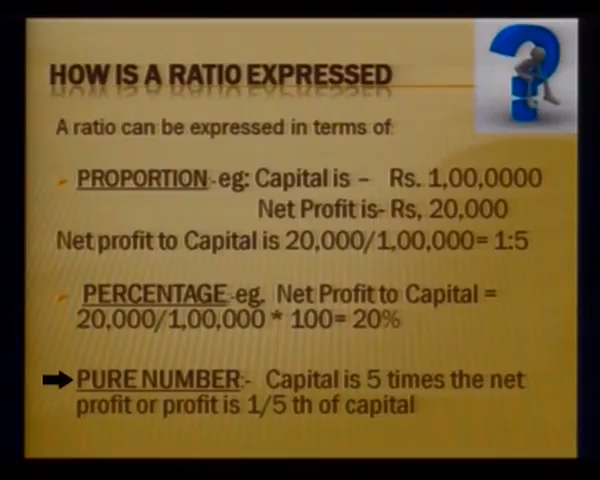 HOW IS A RATIO EXPRESSED
A ratio can be expressed in terms of:
PROPORTION:-eg: Capital is – Rs. 1,00,0000
Net Profit is- Rs, 20,000
Net profit to Capital is 20,000/1,00,000= 1:5
PERCENTAGE-eg. Net Profit to Capital =
20,000/1,00,000 * 100= 20%
PURE NUMBER:- Capital is 5 times the net
profit or profit is 1/5 th of capital